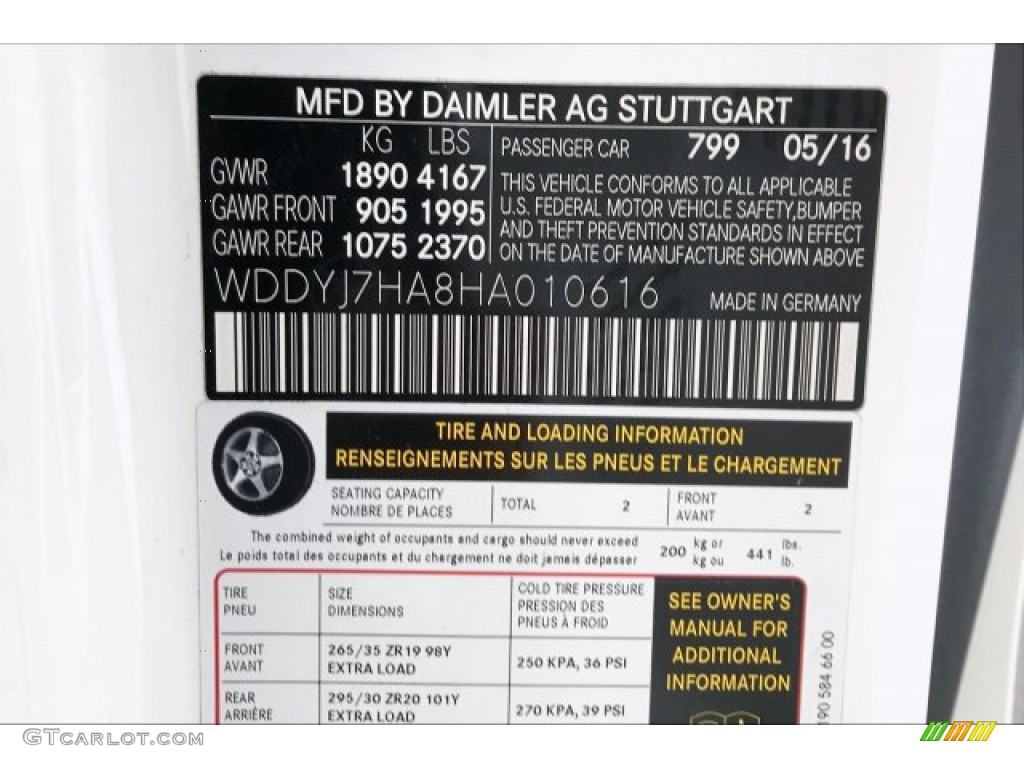 MFD BY DAIMLER AG STUTTGART
KG LBS
GVWR 1890 4167
GAWR FRONT 905 1995
GAWR REAR 1075 2370
PASSENGER CAR 799 05/16
THIS VEHICLE CONFORMS TO ALL APPLICABLE
U.S. FEDERAL MOTOR VEHICLE SAFETY,BUMPER
AND THEFT PREVENTION STANDARDS IN EFFECT
ON THE DATE OF MANUFACTURE SHOWN ABOVE
WDDYJ7HA8HA010616
MADE IN GERMANY
TIRE AND LOADING INFORMATION
RENSEIGNEMENTS SUR LES PNEUS ET LE CHARGEMENT
SEATING CAPACITY
NOMBRE DE PLACES
TOTAL 2
FRONT
AVANT
2
The combined weight of occupants and cargo should never exceed
Le poids total des occupants et du chargement ne doit jamais dépasser
200 kg or
kg ou
441 lbs.
lb.
TIRE
PNEU
SIZE
DIMENSIONS
COLD TIRE PRESSURE
PRESSION DES
PNEUS À FROID
FRONT
AVANT
265/35 ZR19 98Y
EXTRA LOAD
250 KPA, 36 PSI
REAR
ARRIÈRE
295/30 ZR20 101Y
EXTRA LOAD
270 KPA, 39 PSI
SEE OWNER'S
MANUAL FOR
ADDITIONAL
INFORMATION
190 584 66 00
GTCARLOT.COM